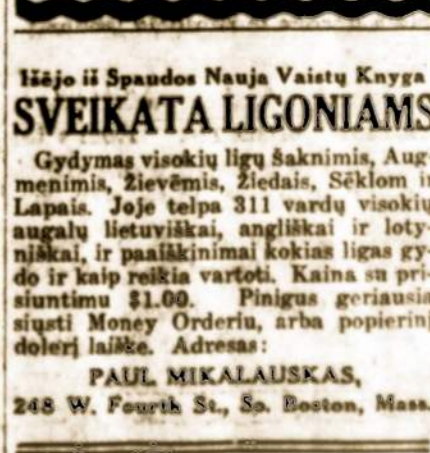 Išėjo iš Spaudos Nauja Vaistų Knyga
SVEIKATA LIGONIAMS
Gydymas visokių ligų šaknimis, Aug-
menimis, žievėmis, žiedais, Sėklom ir
Lapais. Joje telpa 311 vardų visokių
augalų lietuviškai, angliškai ir loty-
niškai, ir paaiškinimai kokias ligas gy-
do ir kaip reikia vartoti. Kaina su pri-
siuntimu $1.00. Pinigus geriausia
siųsti Money Orderiu, arba popierinį
dolerį laiške. Adresas:
PAUL MIKALAUSKAS,
248 W. Fourth St., So. Boston, Mass.